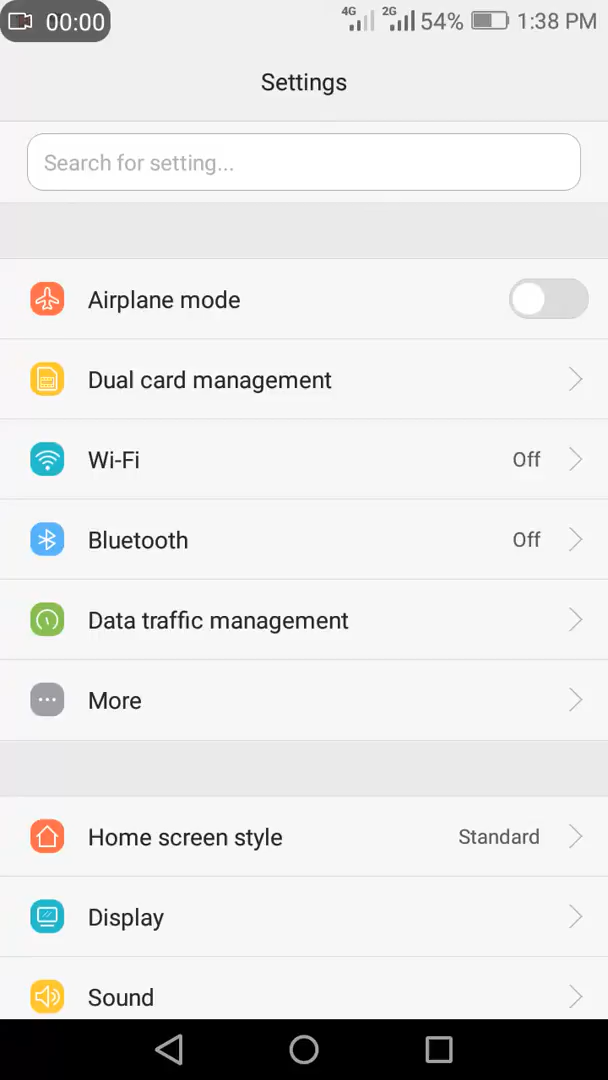 00:00 4G 2G 54% 1:38 PM
Settings
Search for setting...
Airplane mode
Dual card management
Wi-Fi Off
Bluetooth Off
Data traffic management
More
Home screen style Standard
Display
Sound